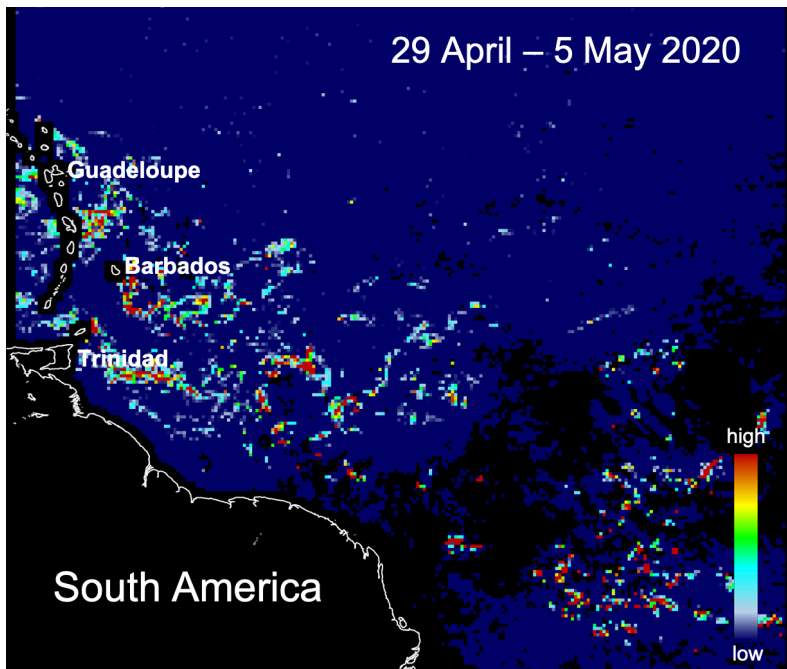 29 April – 5 May 2020
Guadeloupe
Barbados
Trinidad
high
South America
low